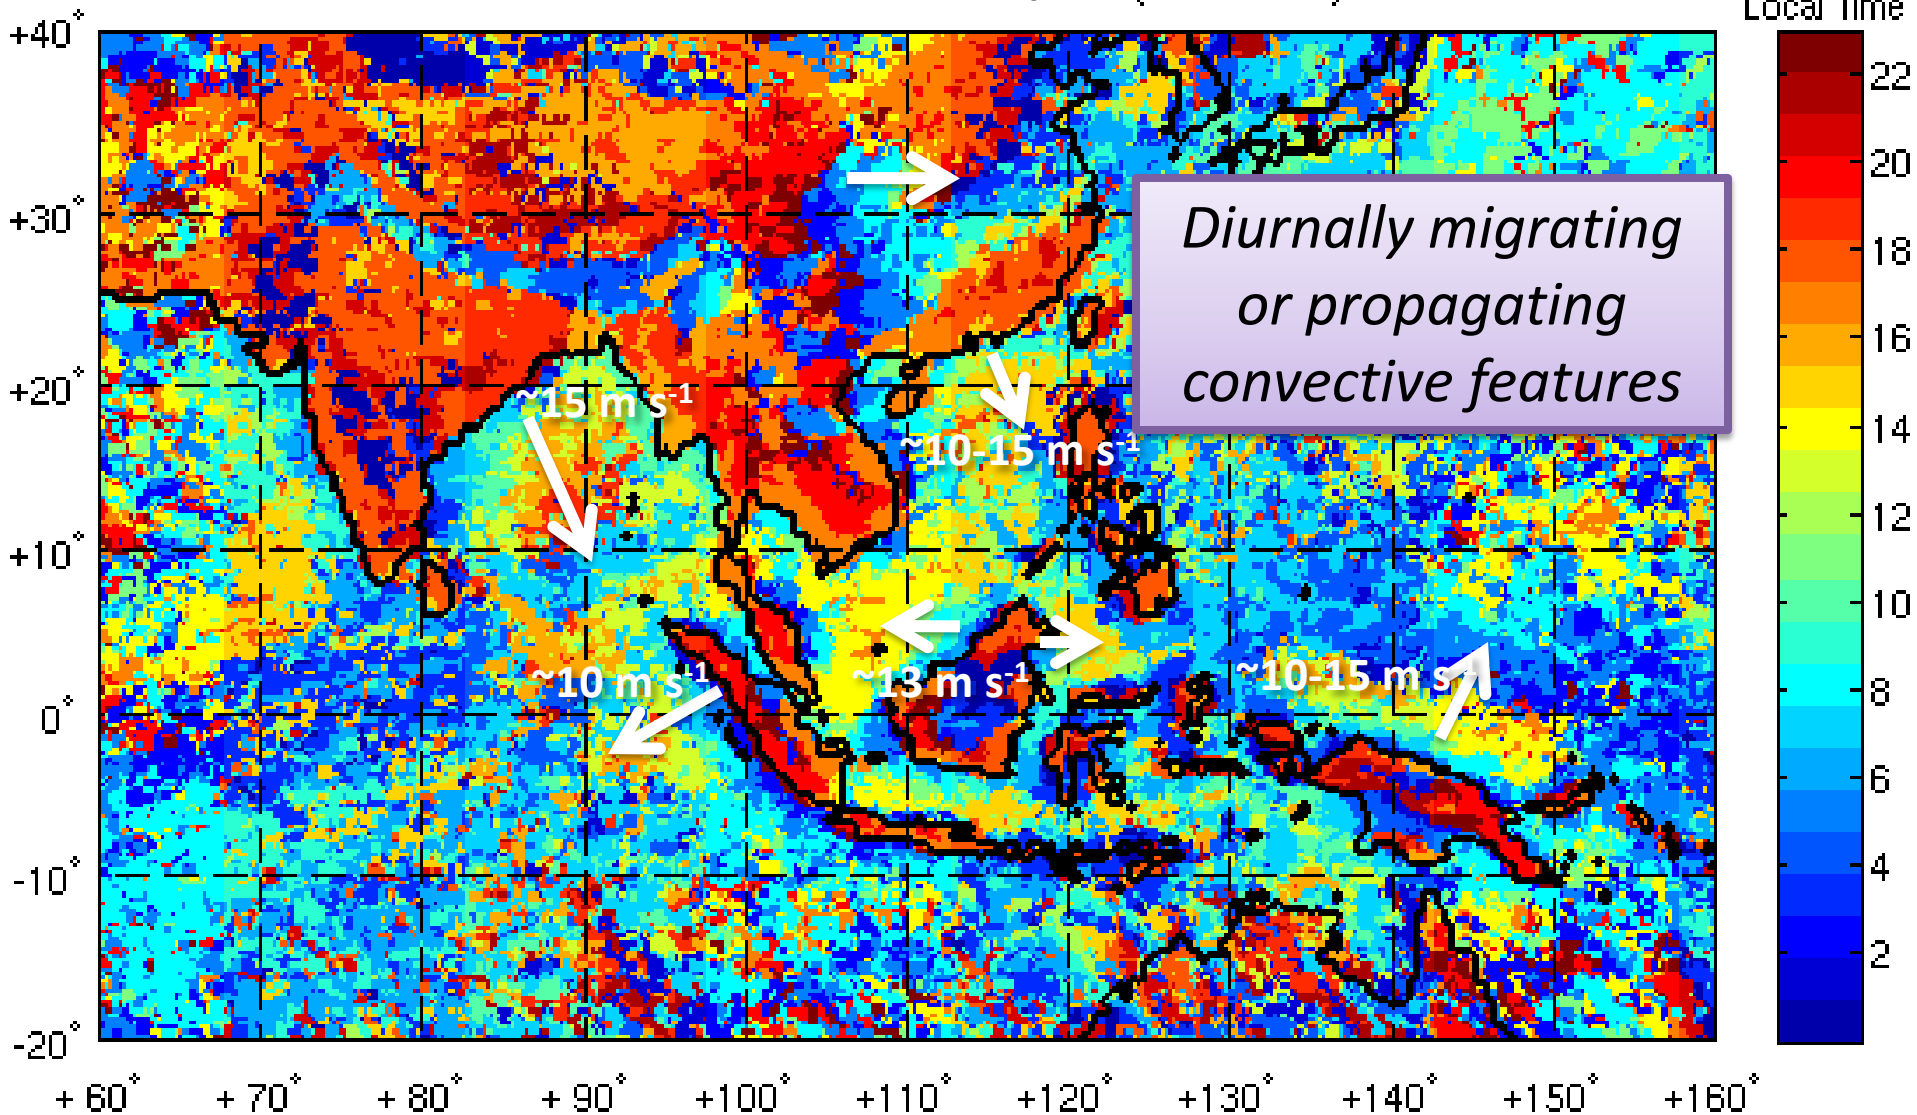 Local Time
+40°
22
20
+30°
Diurnally migrating
or propagating
convective features
18
16
+20°
~15 m s-1
14
~10-15 m s-1
12
+10°
10
~10 m s-1
~13 m s-1
~10-15 m s-1
8
0°
6
4
-10°
2
-20°
+60° +70° +80° +90° +100° +110° +120° +130° +140° +150° +160°